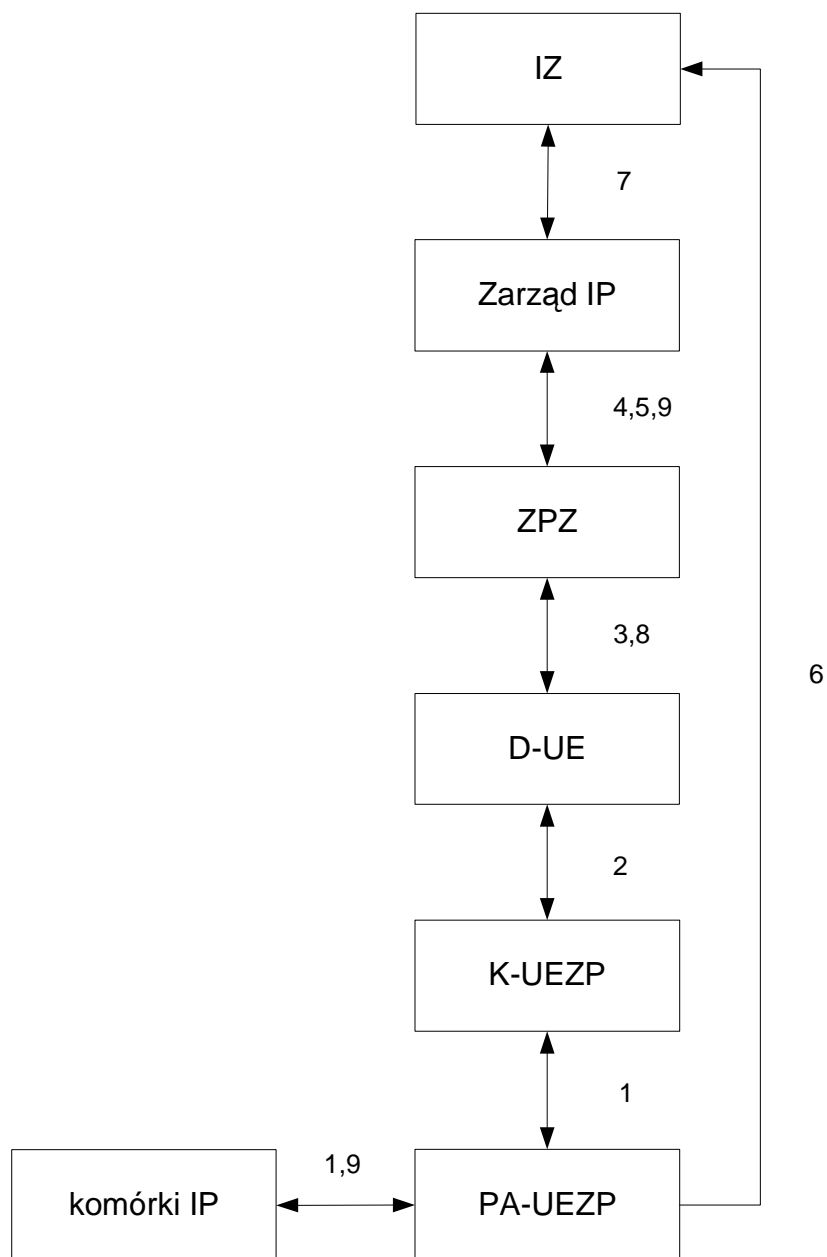 IZ
7
Zarząd IP
4,5,9
ZPZ
3,8
6
D-UE
2
K-UEZP
1
1,9
komórki IP
PA-UEZP